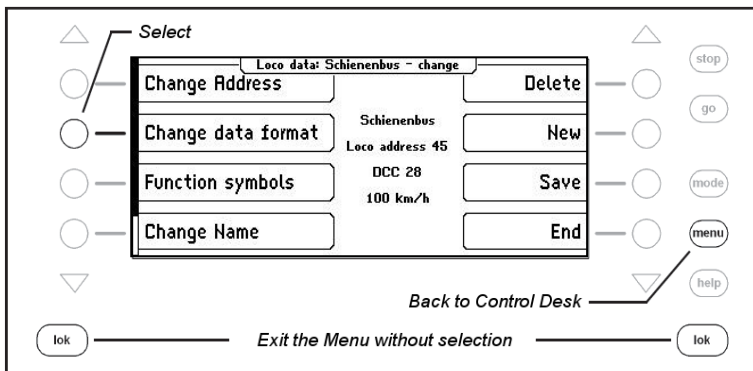 Select
stop
Loco data: Schienenbus - change
Change Address
Delete
go
Change data format
Schienenbus
Loco address 45
New
Function symbols
DCC 28
100 km/h
Save
mode
Change Name
End
menu
help
Back to Control Desk
lok
Exit the Menu without selection
lok